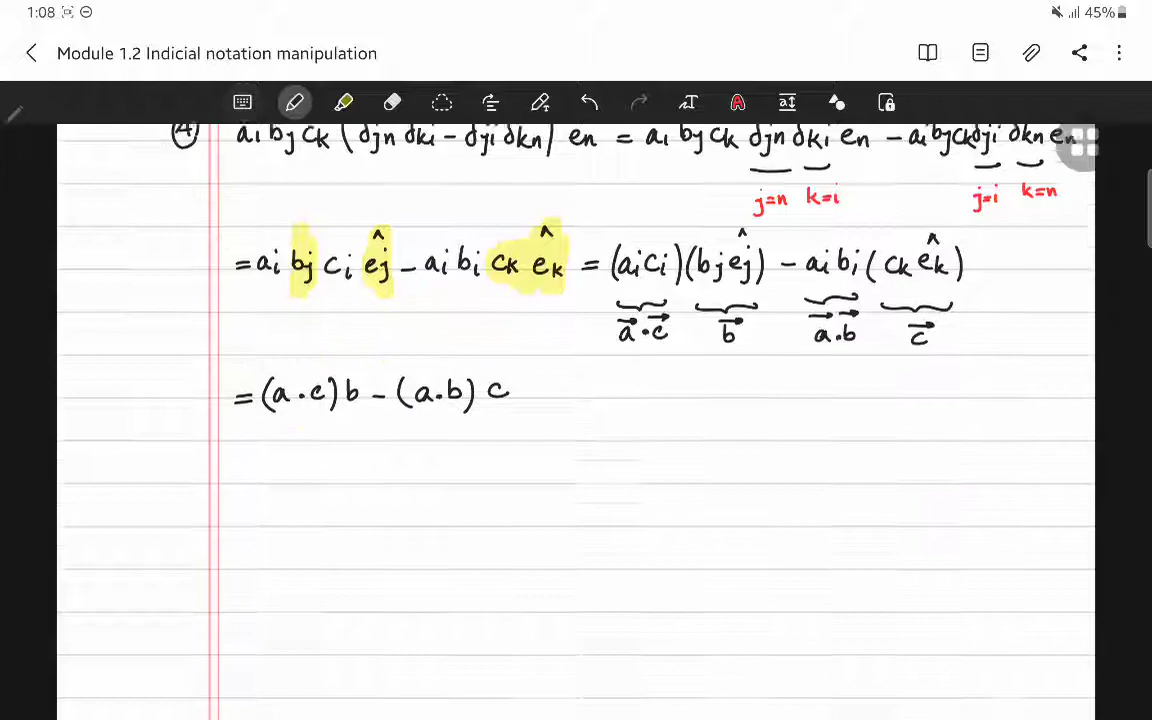 1:08 45%
Module 1.2 Indicial notation manipulation
(4) ai bj ck (δjn δki - δji δkn) en = ai bj ck δjn δki en - ai bj ck δji δkn en
j=n k=i j=i k=n
= ai bj ci êj - ai bi ck êk = (ai ci)(bj êj) - ai bi (ck êk)
a⃗ · c⃗ b⃗ a⃗ · b⃗ c⃗
= (a · c) b - (a · b) c